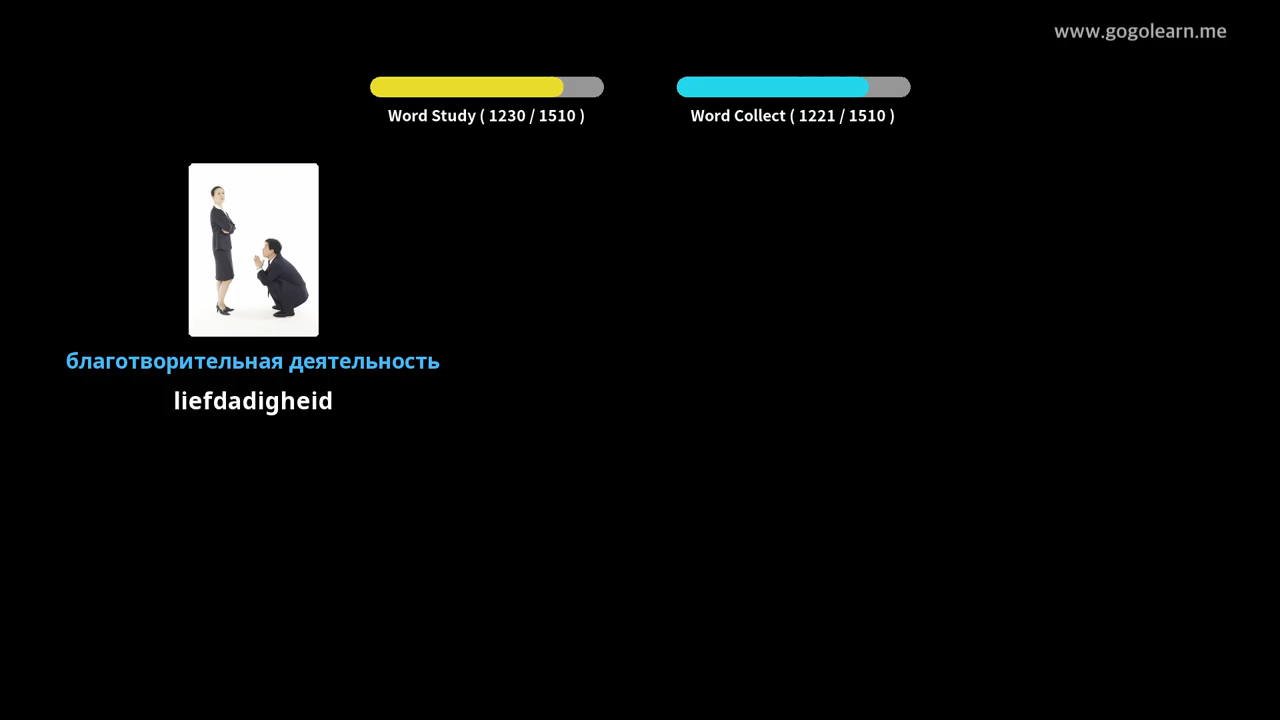 www.gogolearn.me
Word Study ( 1230 / 1510 )
Word Collect ( 1221 / 1510 )
благотворительная деятельность
liefdadigheid